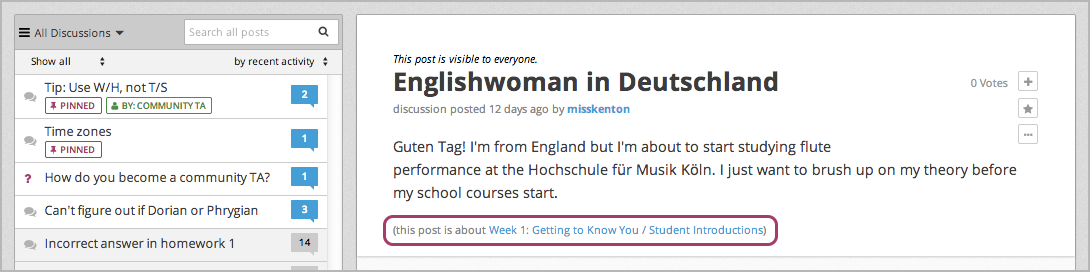 All Discussions
Search all posts
Show all
by recent activity
Tip: Use W/H, not T/S
2
PINNED
BY: COMMUNITY TA
Time zones
1
PINNED
? How do you become a community TA?
1
Can't figure out if Dorian or Phrygian
3
Incorrect answer in homework 1
14
This post is visible to everyone.
Englishwoman in Deutschland
0 Votes
+
discussion posted 12 days ago by misskenton
...
Guten Tag! I'm from England but I'm about to start studying flute
performance at the Hochschule für Musik Köln. I just want to brush up on my theory before
my school courses start.
(this post is about Week 1: Getting to Know You / Student Introductions)